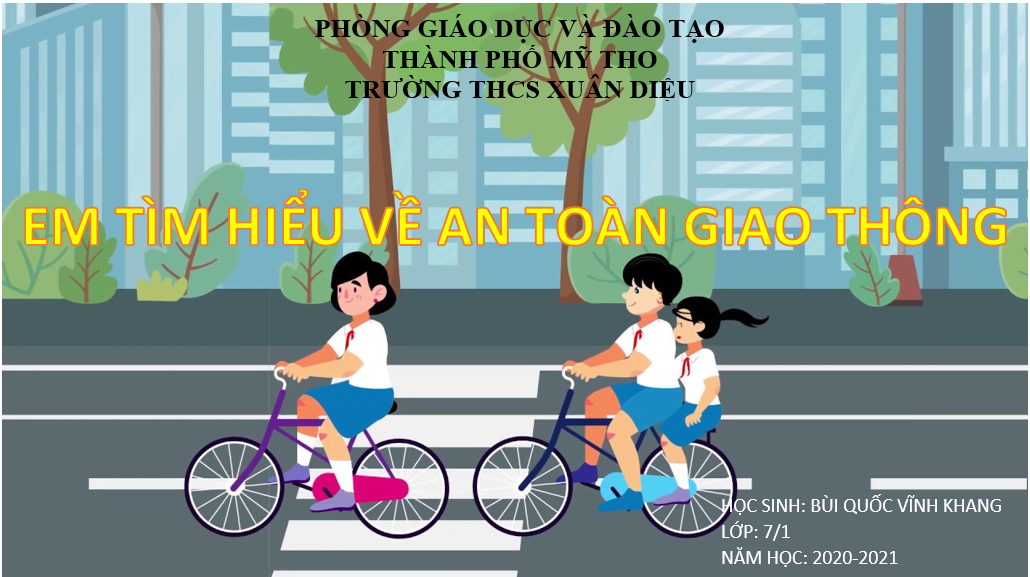 PHÒNG GIÁO DỤC VÀ ĐÀO TẠO
THÀNH PHỐ MỸ THO
TRƯỜNG THCS XUÂN DIỆU
EM TÌM HIỂU VỀ AN TOÀN GIAO THÔNG
HỌC SINH: BÙI QUỐC VĨNH KHANG
LỚP: 7/1
NĂM HỌC: 2020-2021